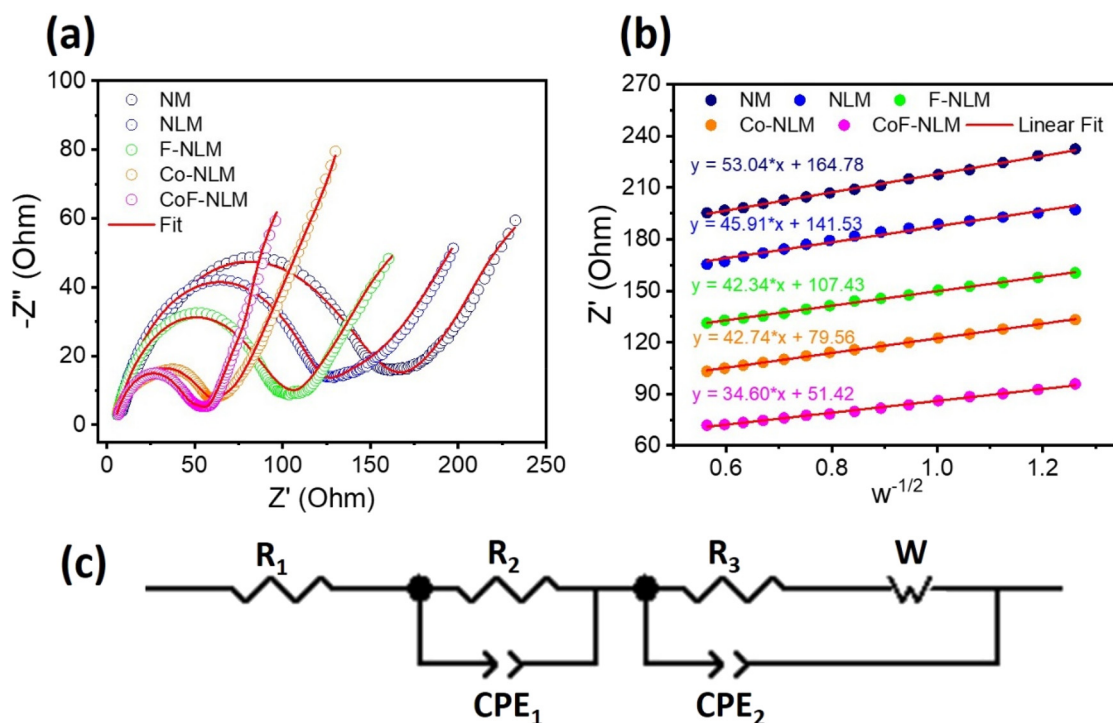 (a)
100
80
60
40
20
0
-Z" (Ohm)
NM
NLM
F-NLM
Co-NLM
CoF-NLM
Fit
0 50 100 150 200 250
Z' (Ohm)
(b)
270
240
210
180
150
120
90
60
Z' (Ohm)
NM NLM F-NLM
Co-NLM CoF-NLM Linear Fit
y = 53.04*x + 164.78
y = 45.91*x + 141.53
y = 42.34*x + 107.43
y = 42.74*x + 79.56
y = 34.60*x + 51.42
0.6 0.8 1.0 1.2
w-1/2
(c)
R1 R2 R3 W
CPE1 CPE2